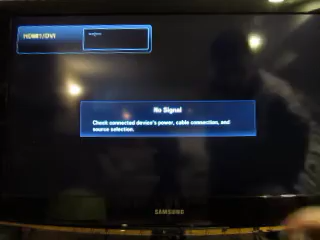 HDMI1/DVI
No Signal
Check connected device's power, cable connection, and
source selection.
SAMSUNG